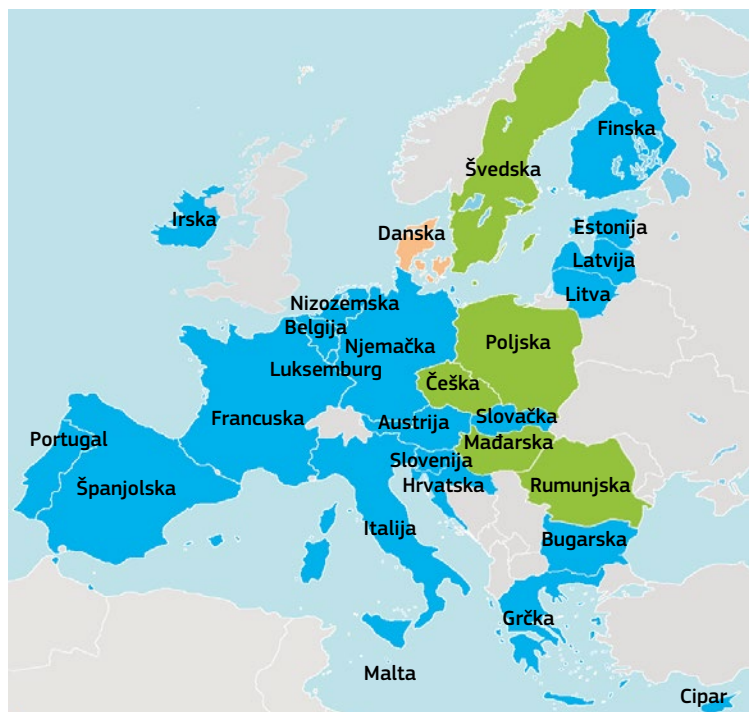 Finska
Švedska
Irska
Estonija
Danska
Latvija
Litva
Nizozemska
Belgija
Njemačka
Poljska
Luksemburg
Češka
Francuska
Austrija
Slovačka
Portugal
Mađarska
Slovenija
Španjolska
Hrvatska
Rumunjska
Italija
Bugarska
Grčka
Malta
Cipar